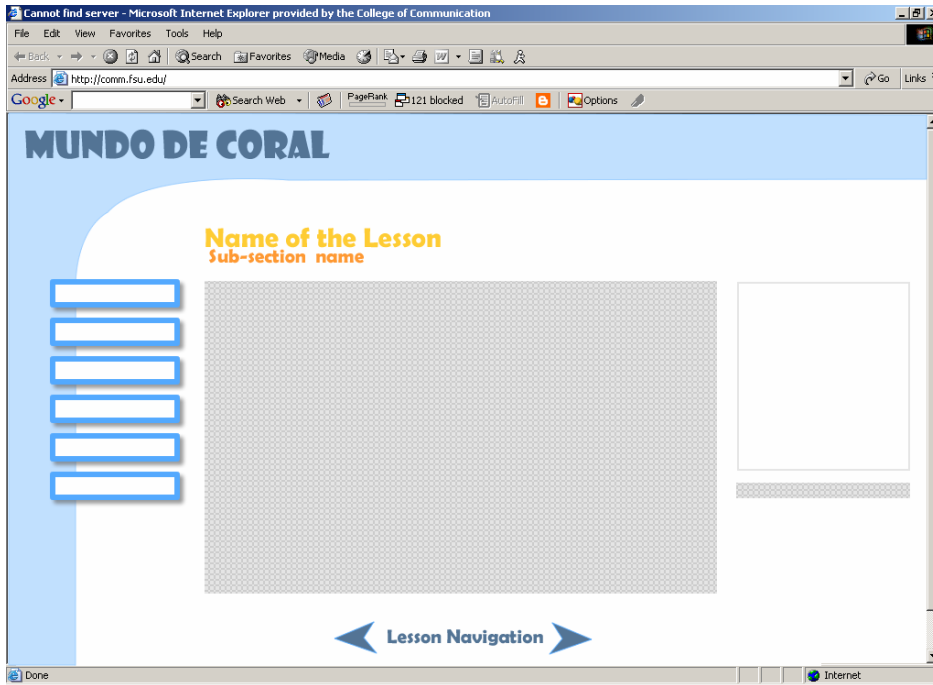 Cannot find server - Microsoft Internet Explorer provided by the College of Communication
File Edit View Favorites Tools Help
Back Search Favorites Media
Address http://comm.fsu.edu/ Go Links
Google Search Web PageRank 121 blocked AutoFill Options
MUNDO DE CORAL
Name of the Lesson
Sub-section name
Lesson Navigation
Done Internet